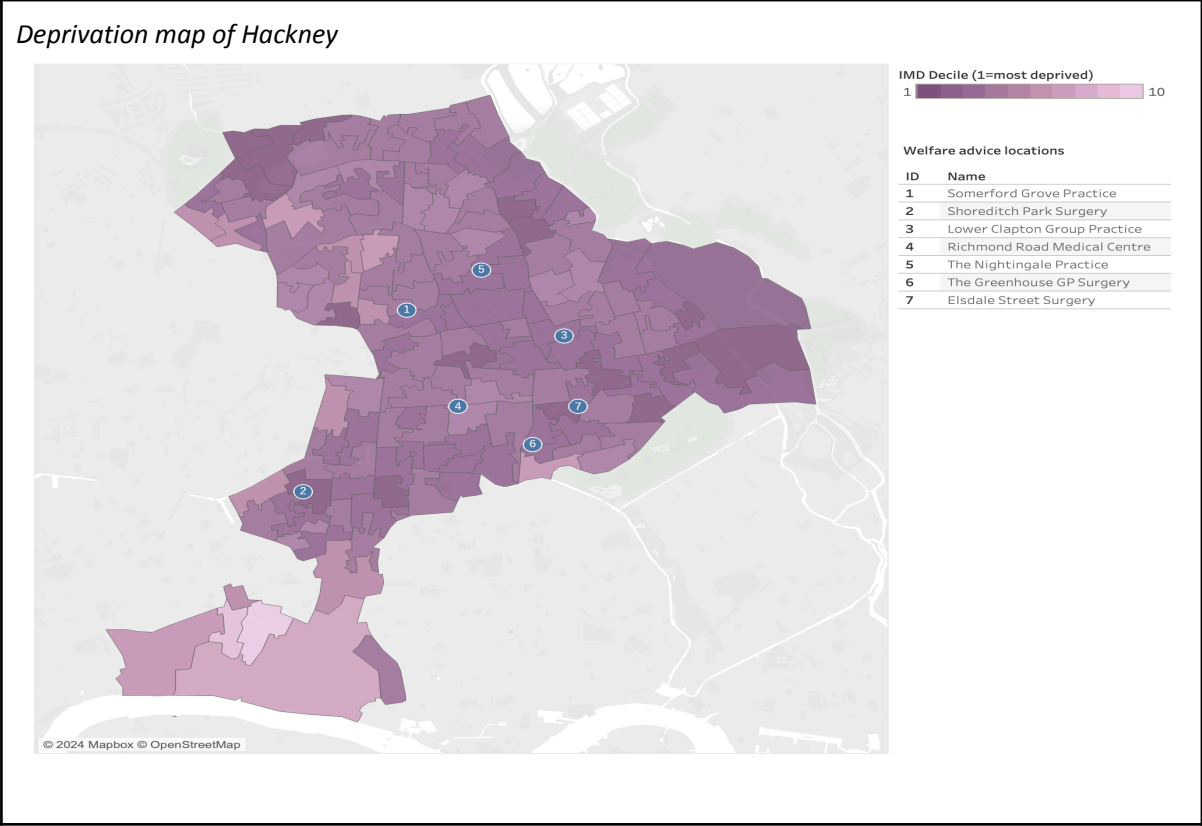 Deprivation map of Hackney
IMD Decile (1=most deprived)
1 10
Welfare advice locations
ID Name
1 Somerford Grove Practice
2 Shoreditch Park Surgery
3 Lower Clapton Group Practice
4 Richmond Road Medical Centre
5 The Nightingale Practice
6 The Greenhouse GP Surgery
7 Elsdale Street Surgery
5
1
3
4
7
6
2
© 2024 Mapbox © OpenStreetMap